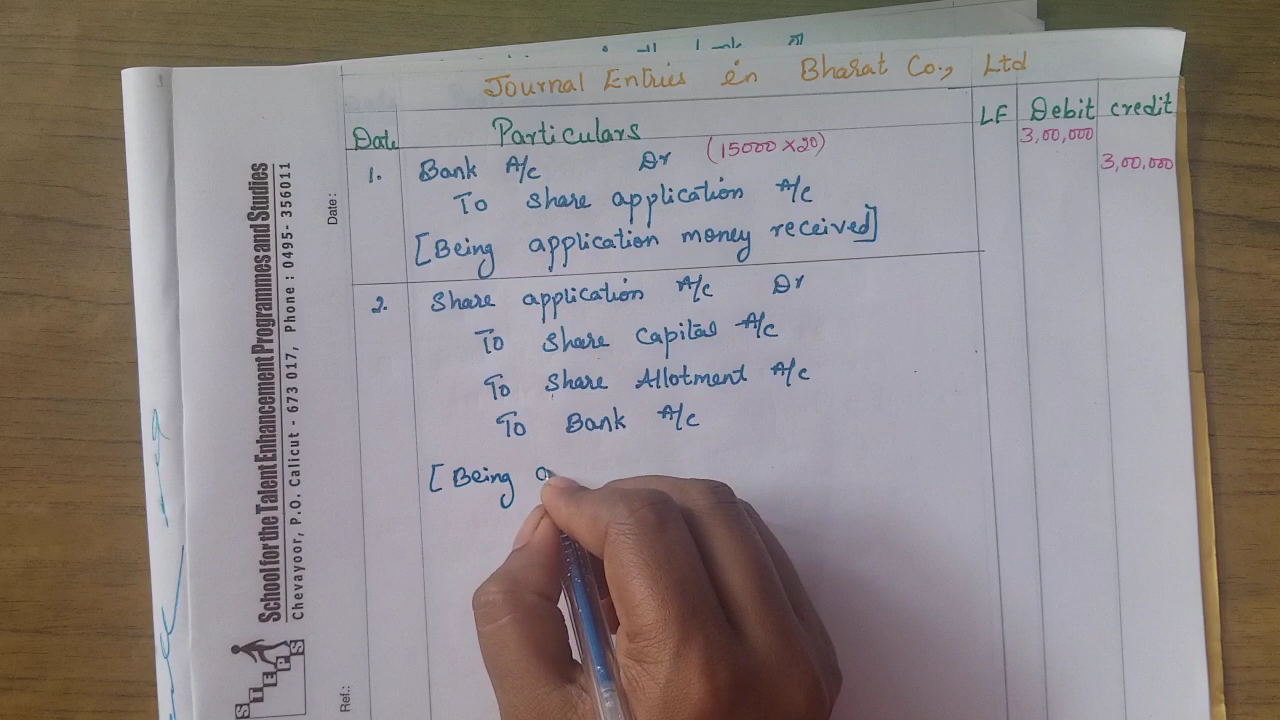 Journal Entries in Bharat Co., Ltd
Date Particulars LF Debit credit
1. Bank A/c Dr (15000 × 20) 3,00,000
To share application A/c 3,00,000
[Being application money received]
2. Share application A/c Dr
To Share Capital A/c
To Share Allotment A/c
To Bank A/c
[Being a
School for the Talent Enhancement Programmes and Studies
Chevayoor, P.O. Calicut - 673 017, Phone : 0495- 356011
STEPS
Date :
Ref.: